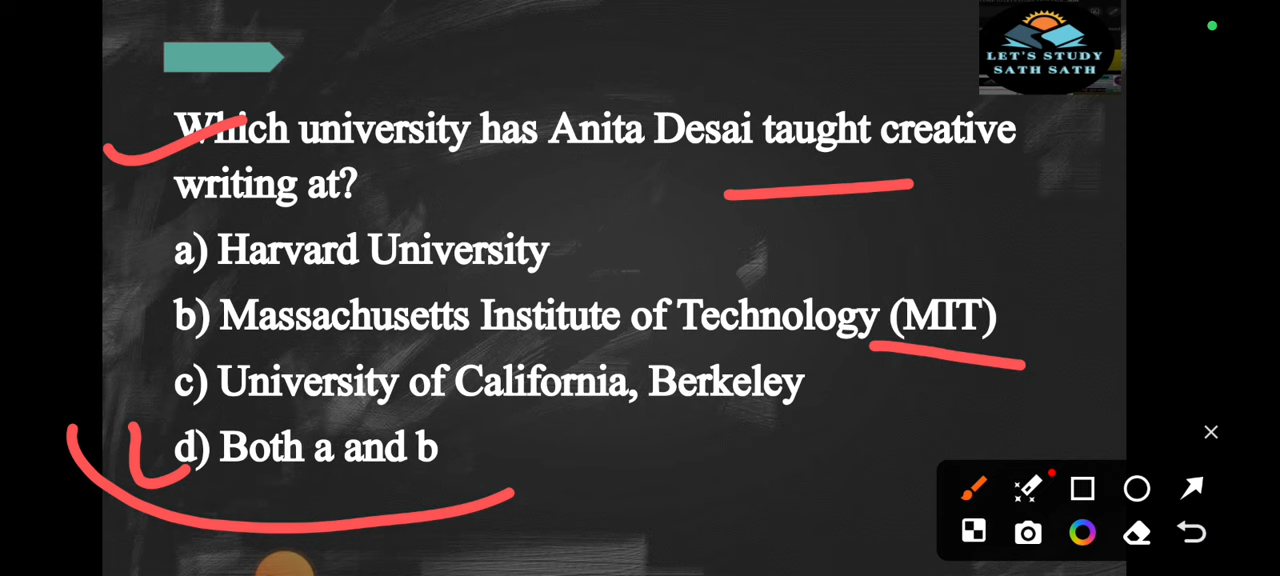 LET'S STUDY
SATH SATH
Which university has Anita Desai taught creative
writing at?
a) Harvard University
b) Massachusetts Institute of Technology (MIT)
c) University of California, Berkeley
d) Both a and b